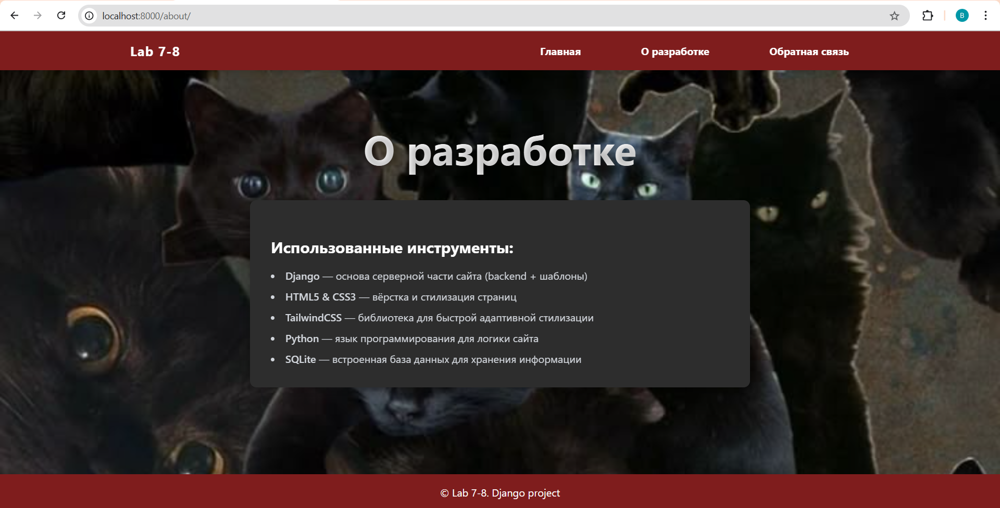 localhost:8000/about/
B
Lab 7-8
Главная
О разработке
Обратная связь
О разработке
Использованные инструменты:
• Django — основа серверной части сайта (backend + шаблоны)
• HTML5 & CSS3 — вёрстка и стилизация страниц
• TailwindCSS — библиотека для быстрой адаптивной стилизации
• Python — язык программирования для логики сайта
• SQLite — встроенная база данных для хранения информации
© Lab 7-8. Django project